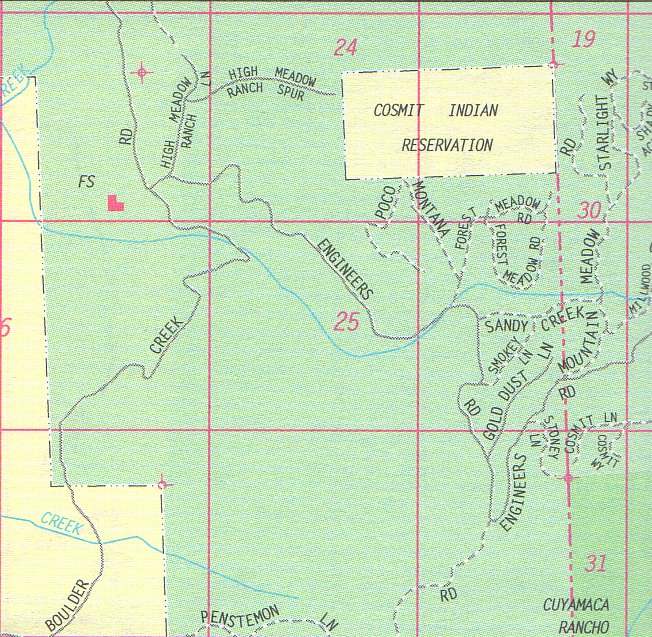 24
19
CREEK
HIGH MEADOW
RANCH SPUR
HIGH MEADOW
RANCH
LN
COSMIT INDIAN
RESERVATION
RD
RD
STARLIGHT
WY
FS
POCO
MONTANA
FOREST
MEADOW
RD
30
FOREST
MEADOW RD
MEADOW
ENGINEERS
MILLWOOD
6
25
CREEK
SANDY CREEK
SMOKEY
LN
GOLD DUST LN
MOUNTAIN
RD
RD
STONEY
LN
COSMIT LN
COSMIT
WY
ENGINEERS
CREEK
31
BOULDER
RD
PENSTEMON LN
CUYAMACA
RANCHO